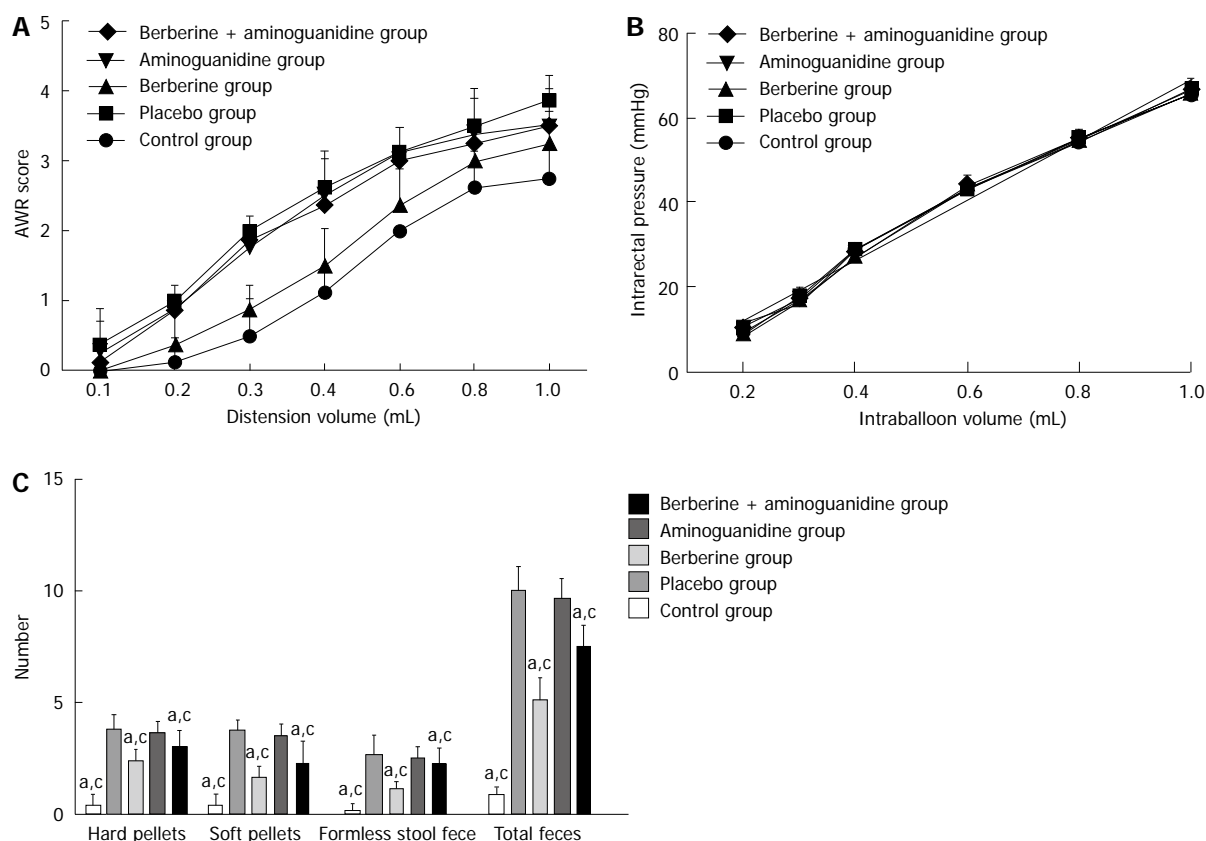 A
5
4
3
2
1
0
AWR score
Berberine + aminoguanidine group
Aminoguanidine group
Berberine group
Placebo group
Control group
0.1 0.2 0.3 0.4 0.6 0.8 1.0
Distension volume (mL)
B
80
60
40
20
0
Intrarectal pressure (mmHg)
Berberine + aminoguanidine group
Aminoguanidine group
Berberine group
Placebo group
Control group
0.2 0.4 0.6 0.8 1.0
Intraballoon volume (mL)
C
15
10
5
0
Number
a,c
a,c
a,c
a,c
a,c
a,c
a,c
a,c
a,c
a,c
a,c
Hard pellets Soft pellets Formless stool fece Total feces
Berberine + aminoguanidine group
Aminoguanidine group
Berberine group
Placebo group
Control group